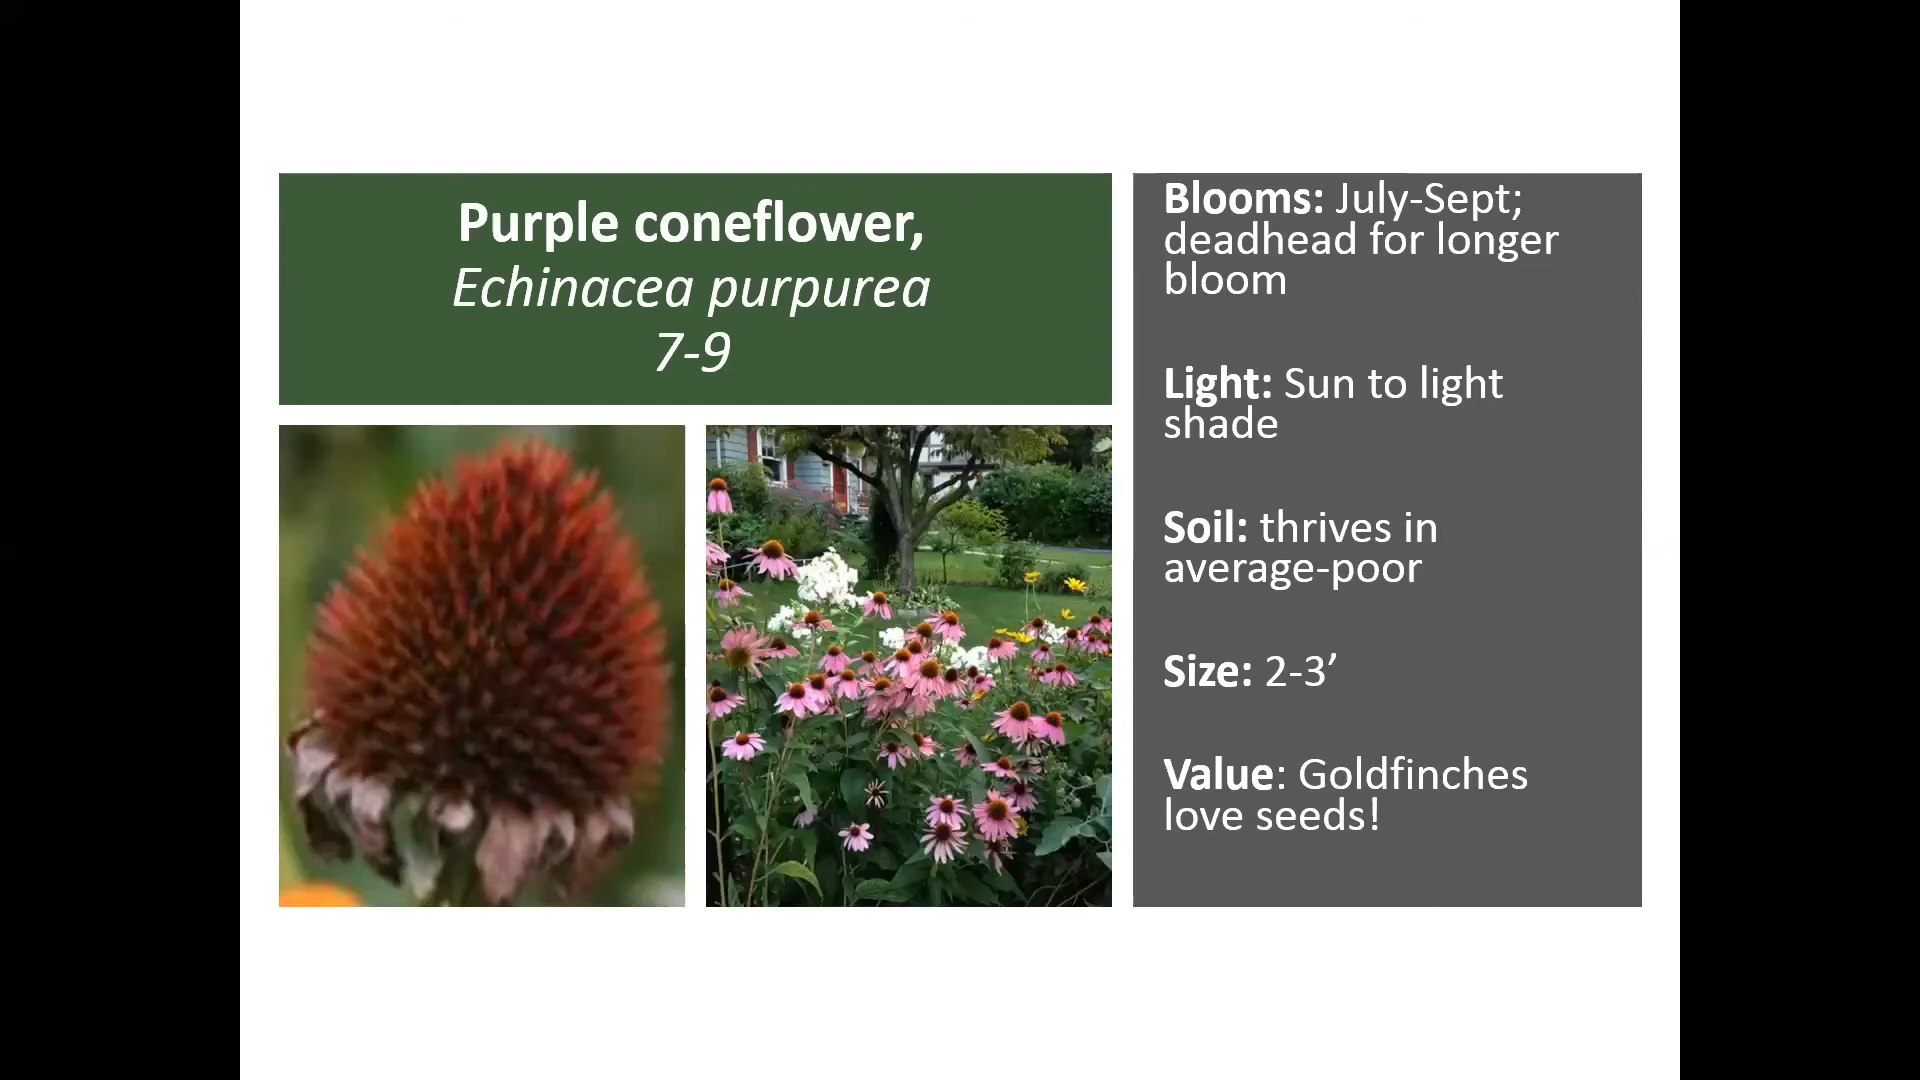 Purple coneflower,
Echinacea purpurea
7-9
Blooms: July-Sept;
deadhead for longer
bloom
Light: Sun to light
shade
Soil: thrives in
average-poor
Size: 2-3’
Value: Goldfinches
love seeds!